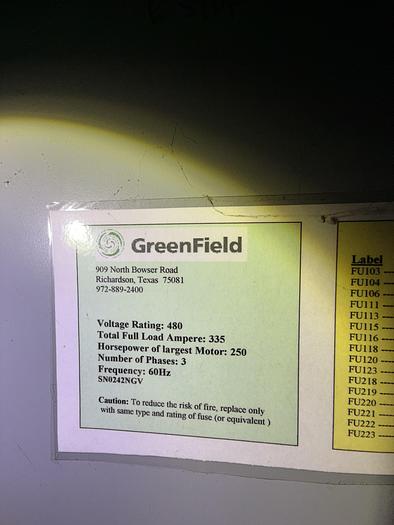 GreenField
909 North Bowser Road
Richardson, Texas 75081
972-889-2400
Voltage Rating: 480
Total Full Load Ampere: 335
Horsepower of largest Motor: 250
Number of Phases: 3
Frequency: 60Hz
SN0242NGV
Caution: To reduce the risk of fire, replace only
with same type and rating of fuse (or equivalent )
Label
FU103 ---
FU104 ---
FU106 ---
FU111 ---
FU113 ---
FU115 ---
FU116 ---
FU118 ---
FU120 ---
FU123 ---
FU218 ---
FU219 ---
FU220 ---
FU221 ---
FU222 ---
FU223 ---